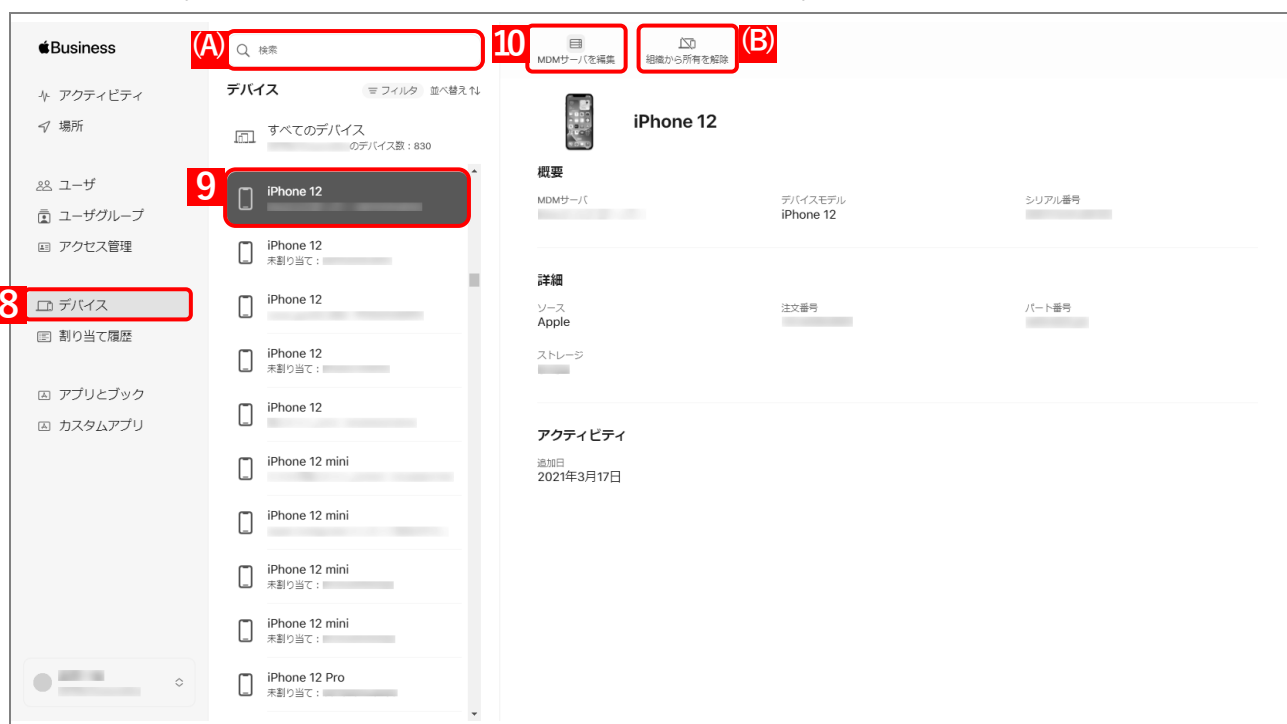 Business
アクティビティ
場所
ユーザ
ユーザグループ
アクセス管理
8
デバイス
割り当て履歴
アプリとブック
カスタムアプリ
(A)
検索
デバイス
フィルタ 並べ替え
すべてのデバイス
のデバイス数：830
9
iPhone 12
iPhone 12
未割り当て：
iPhone 12
iPhone 12
未割り当て：
iPhone 12
iPhone 12 mini
iPhone 12 mini
iPhone 12 mini
未割り当て：
iPhone 12 mini
未割り当て：
iPhone 12 Pro
未割り当て：
10
MDMサーバを編集
組織から所有を解除
(B)
iPhone 12
概要
MDMサーバ
デバイスモデル
iPhone 12
シリアル番号
詳細
ソース
Apple
注文番号
パート番号
ストレージ
アクティビティ
追加日
2021年3月17日